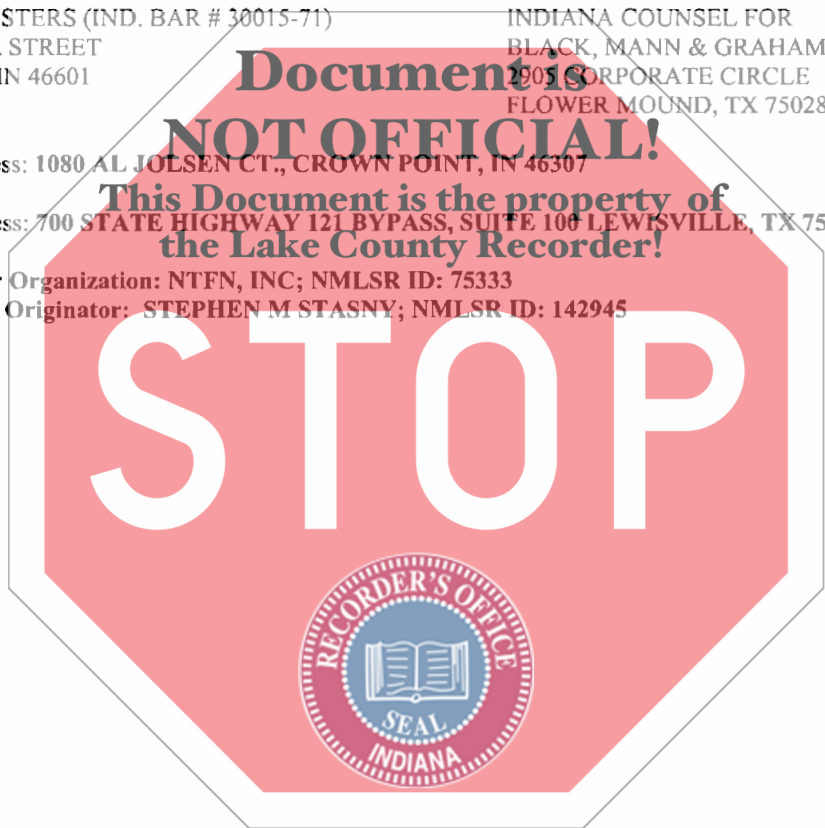 STERS (IND. BAR # 30015-71) INDIANA COUNSEL FOR
STREET BLACK, MANN & GRAHAM
IN 46601 2905 CORPORATE CIRCLE
FLOWER MOUND, TX 75028
Document is
NOT OFFICIAL!
ss: 1080 AL JOLSEN CT., CROWN POINT, IN 46307
This Document is the property of
ss: 700 STATE HIGHWAY 121 BYPASS, SUITE 100 LEWISVILLE, TX 75
the Lake County Recorder!
Organization: NTFN, INC; NMLSR ID: 75333
Originator: STEPHEN M STASNY; NMLSR ID: 142945
STOP
RECORDER'S OFFICE
SEAL
INDIANA